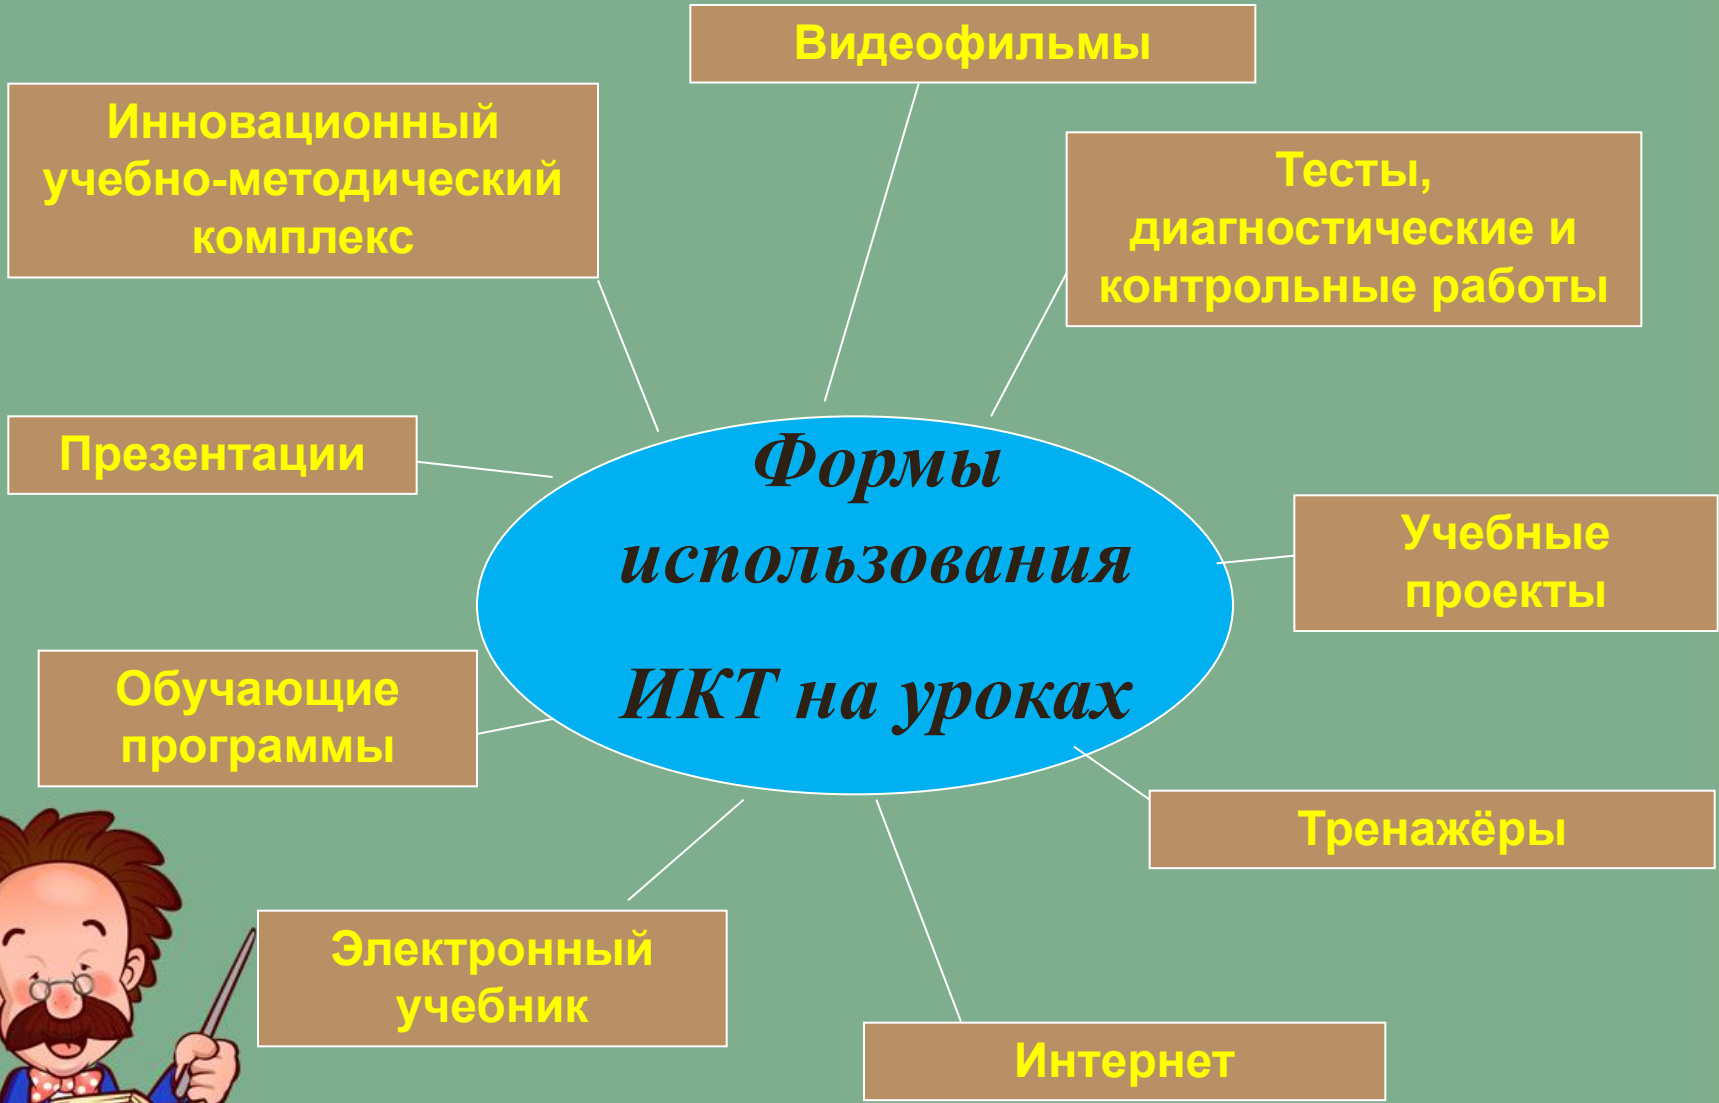 Видеофильмы
Инновационный
учебно-методический
комплекс
Тесты,
диагностические и
контрольные работы
Презентации
Формы
использования
ИКТ на уроках
Учебные
проекты
Обучающие
программы
Тренажёры
Электронный
учебник
Интернет